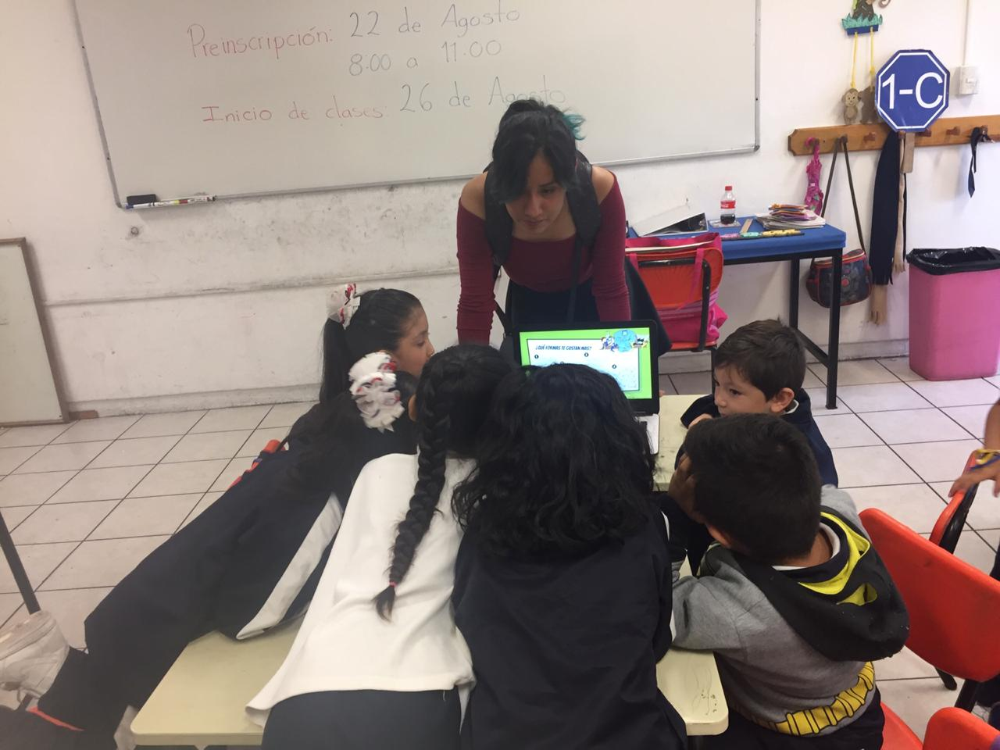 Preinscripción: 22 de Agosto
8:00 a 11:00
Inicio de clases: 26 de Agosto
1-C
¿QUÉ FORMAS TE GUSTAN MAS?